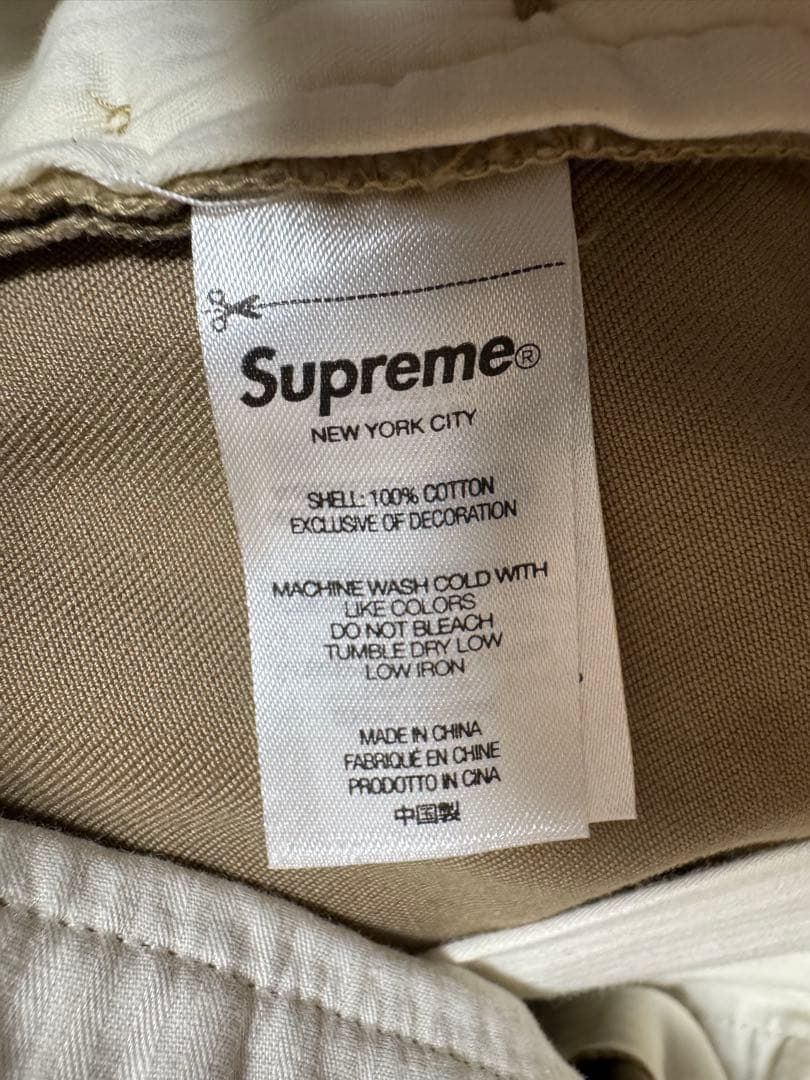 Supreme®
NEW YORK CITY
SHELL: 100% COTTON
EXCLUSIVE OF DECORATION
MACHINE WASH COLD WITH
LIKE COLORS
DO NOT BLEACH
TUMBLE DRY LOW
LOW IRON
MADE IN CHINA
FABRIQUÉ EN CHINE
PRODOTTO IN CINA
中国製